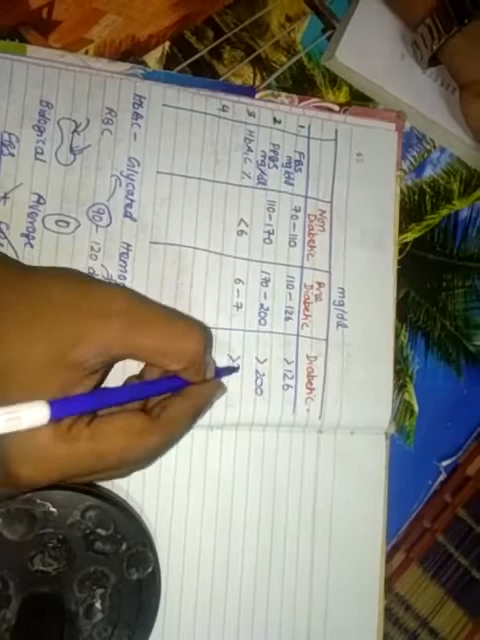 mg/dl
Non Diabetic Pre Diabetic Diabetic
1. FBS mg/dl 70-110 110-126 >126
2 PPBS mg/dl 110-170 170-200 >200
3 HbA1c % <6 6-7 >
4
HbA1c - Glycated
RBC 90-120
Biological Average
FBS